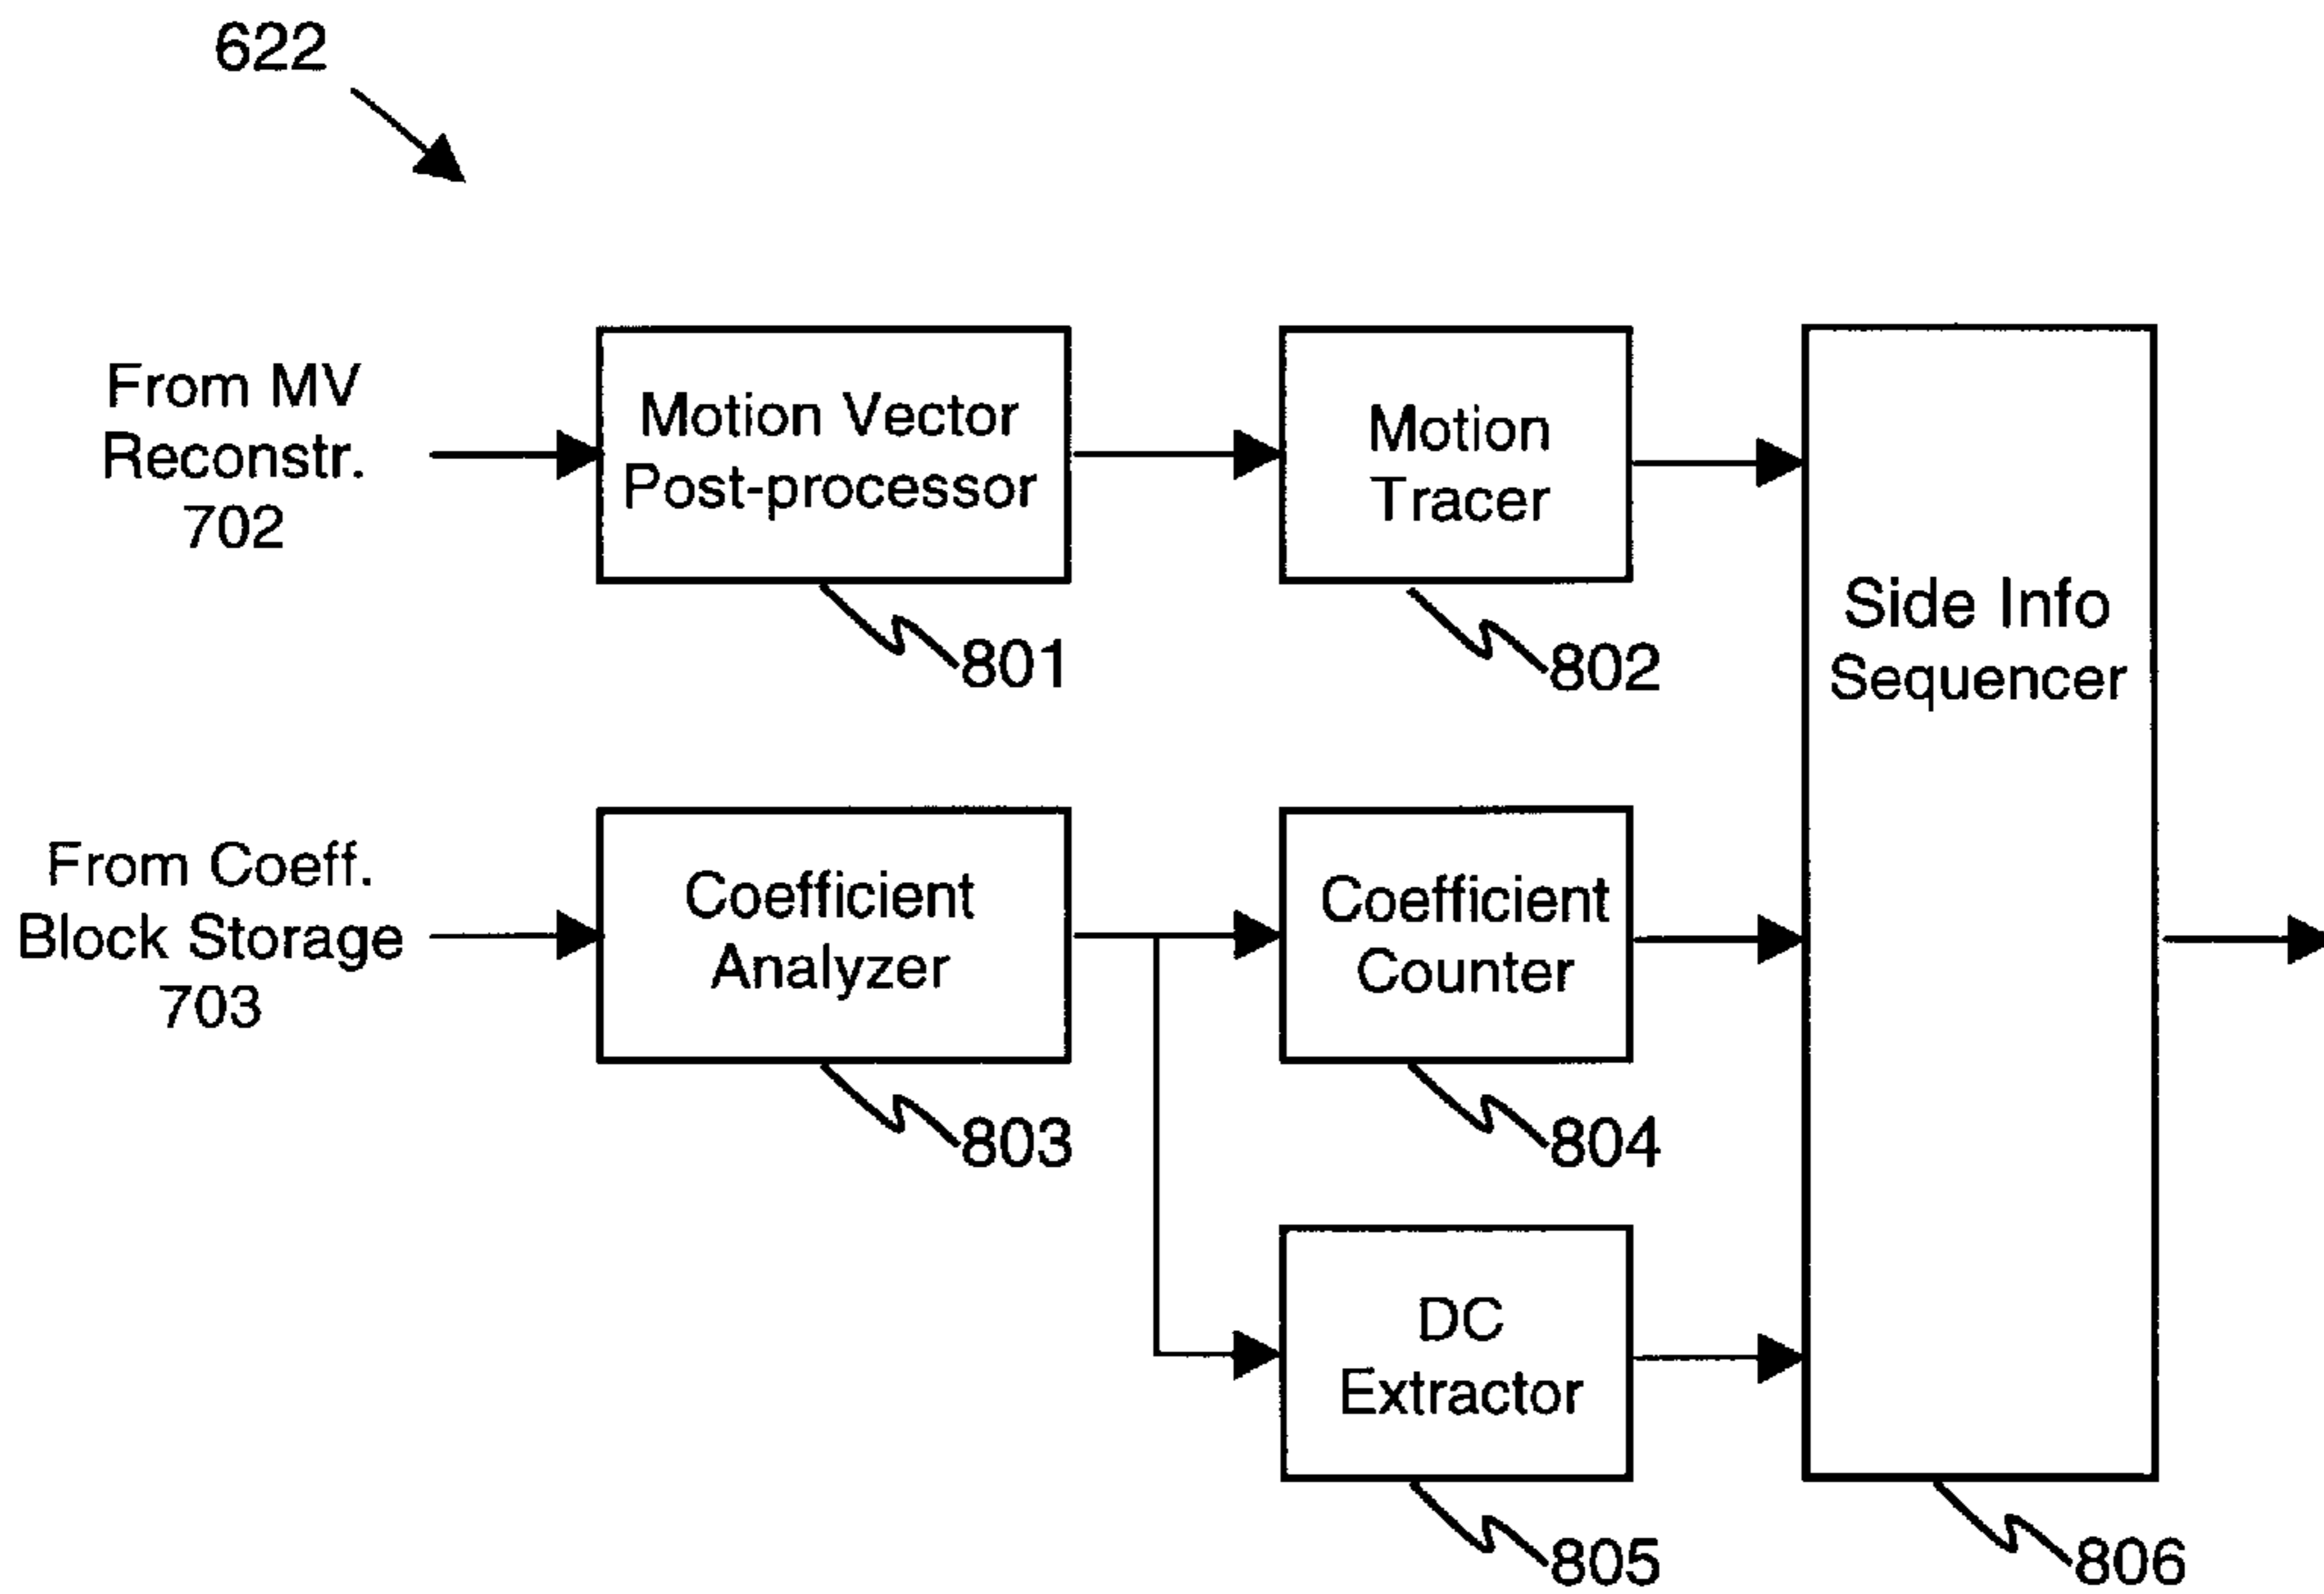 622
From MV
Reconstr.
702
Motion Vector
Post-processor
801
Motion
Tracer
802
Side Info
Sequencer
From Coeff.
Block Storage
703
Coefficient
Analyzer
803
Coefficient
Counter
804
DC
Extractor
805
806